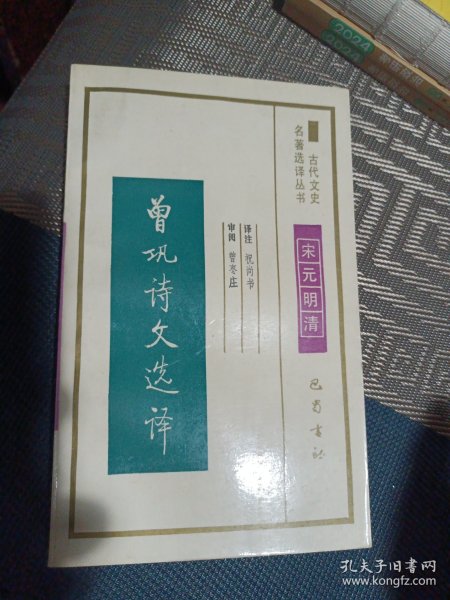 古代文史
名著选译丛书
宋元明清
译注 祝尚书
审阅 曾枣庄
曾巩诗文选译
巴蜀书社
2024
2024
孔夫子旧书网
www.kongfz.com